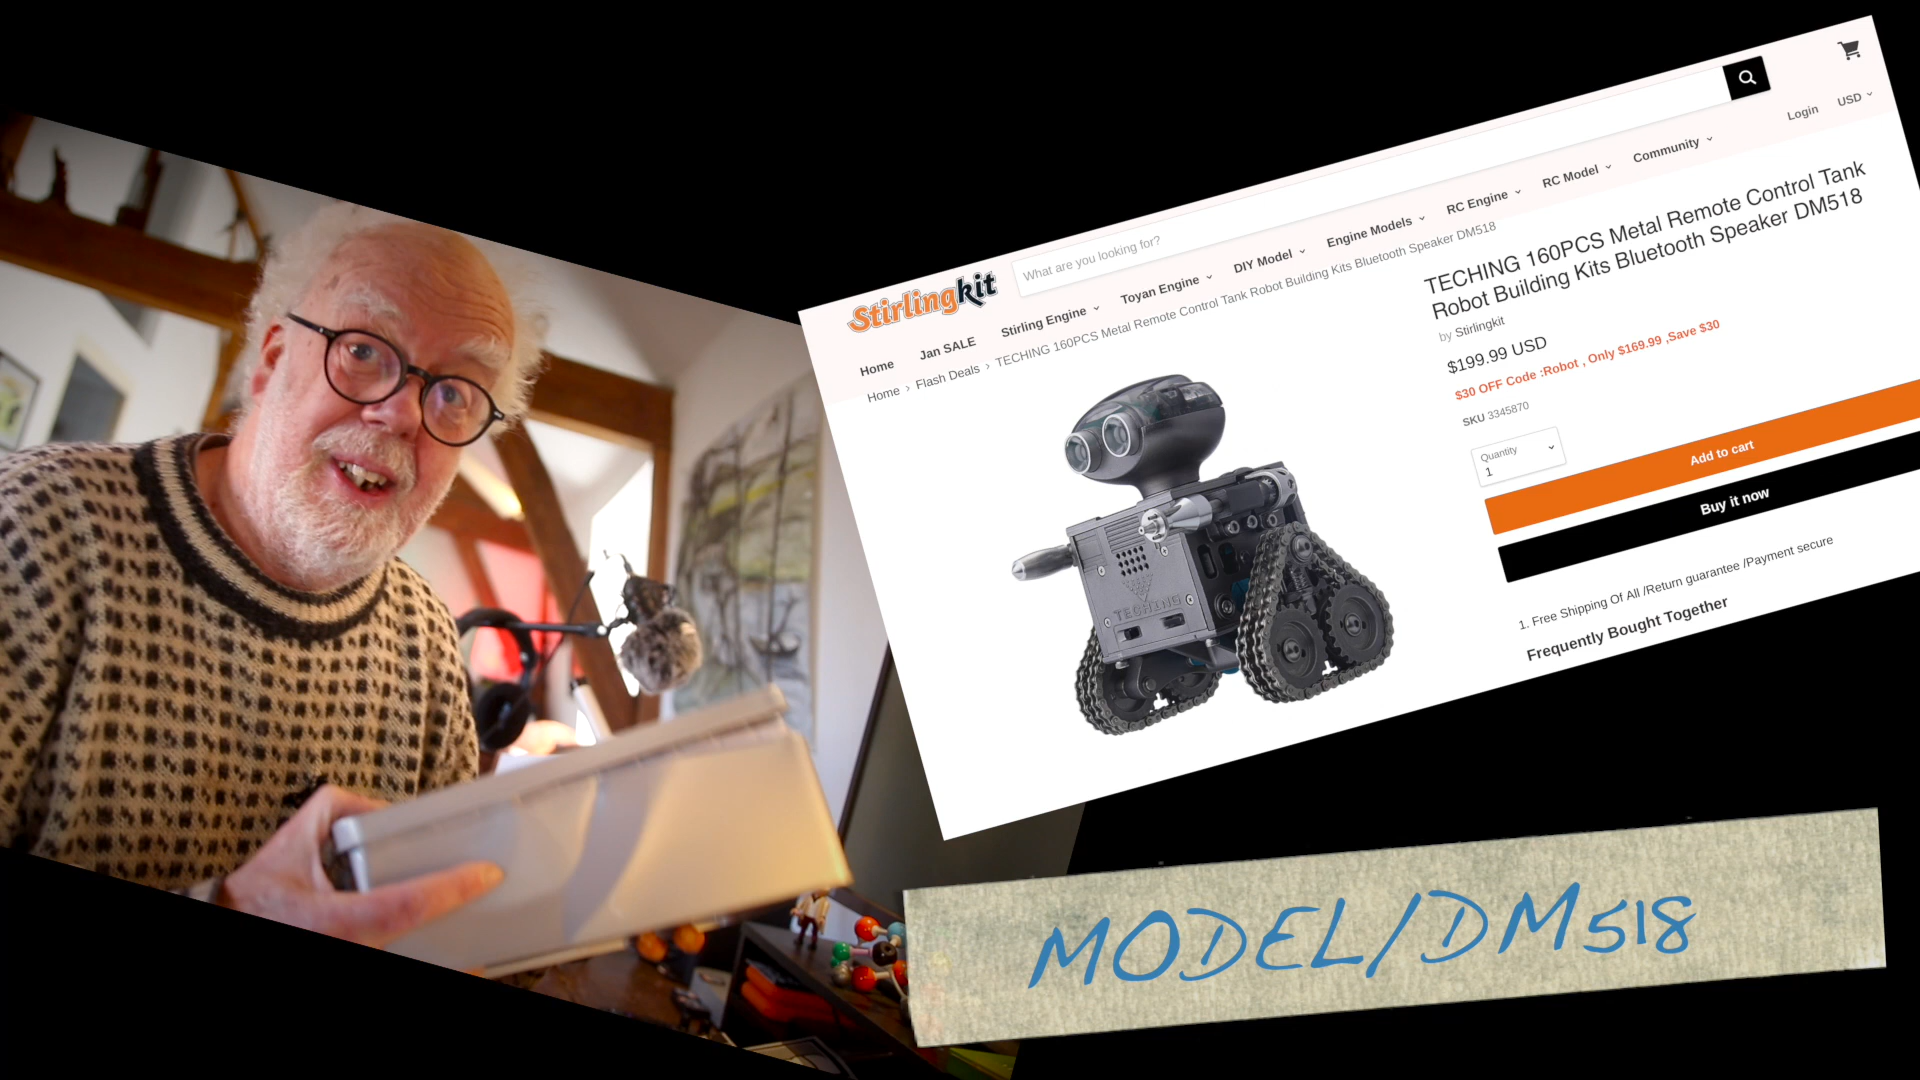 Stirlingkit
What are you looking for?
Login
USD
Home
Jan SALE
Stirling Engine
Toyan Engine
DIY Model
Engine Models
RC Engine
RC Model
Community
Home › Flash Deals › TECHING 160PCS Metal Remote Control Tank Robot Building Kits Bluetooth Speaker DM518
TECHING
TECHING 160PCS Metal Remote Control Tank
Robot Building Kits Bluetooth Speaker DM518
by Stirlingkit
$199.99 USD
$30 OFF Code :Robot , Only $169.99 ,Save $30
SKU 3345870
Quantity
1
Add to cart
Buy it now
1. Free Shipping Of All /Return guarantee /Payment secure
Frequently Bought Together
MODEL/DM518